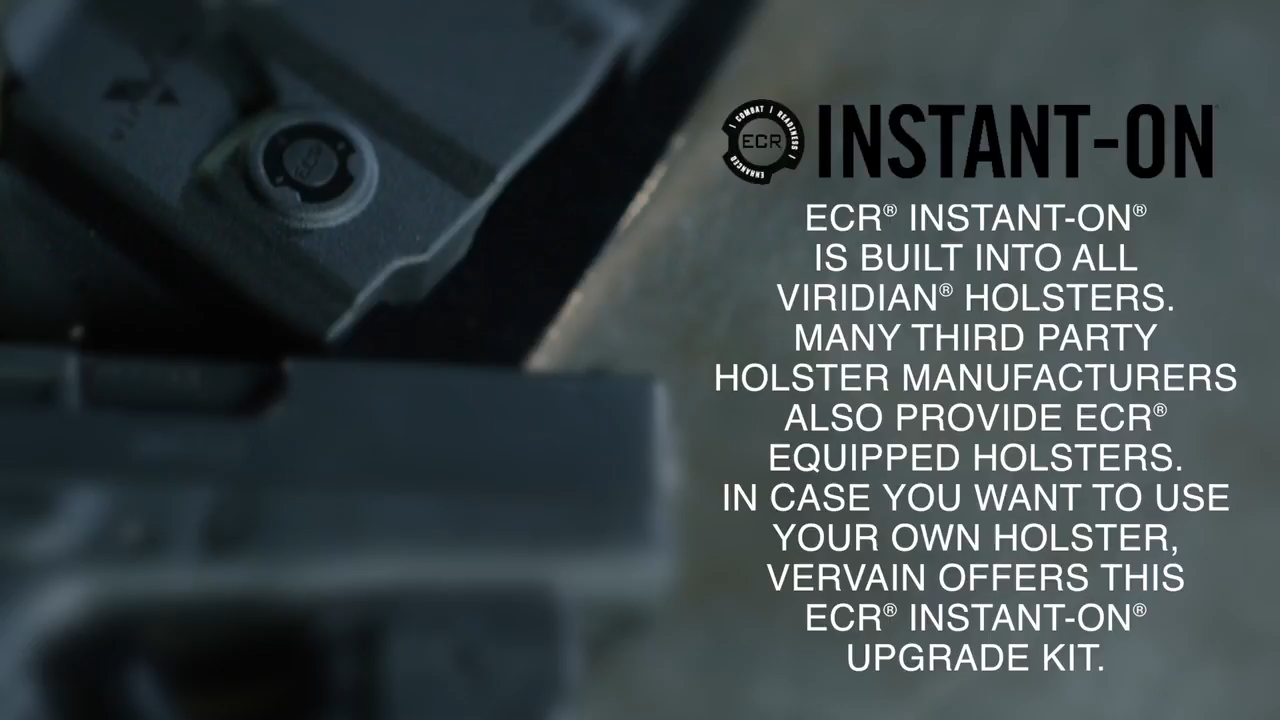 ECR
COMBAT | READINESS | ENHANCED |
ECR
INSTANT-ON
ECR® INSTANT-ON®
IS BUILT INTO ALL
VIRIDIAN® HOLSTERS.
MANY THIRD PARTY
HOLSTER MANUFACTURERS
ALSO PROVIDE ECR®
EQUIPPED HOLSTERS.
IN CASE YOU WANT TO USE
YOUR OWN HOLSTER,
VERVAIN OFFERS THIS
ECR® INSTANT-ON®
UPGRADE KIT.